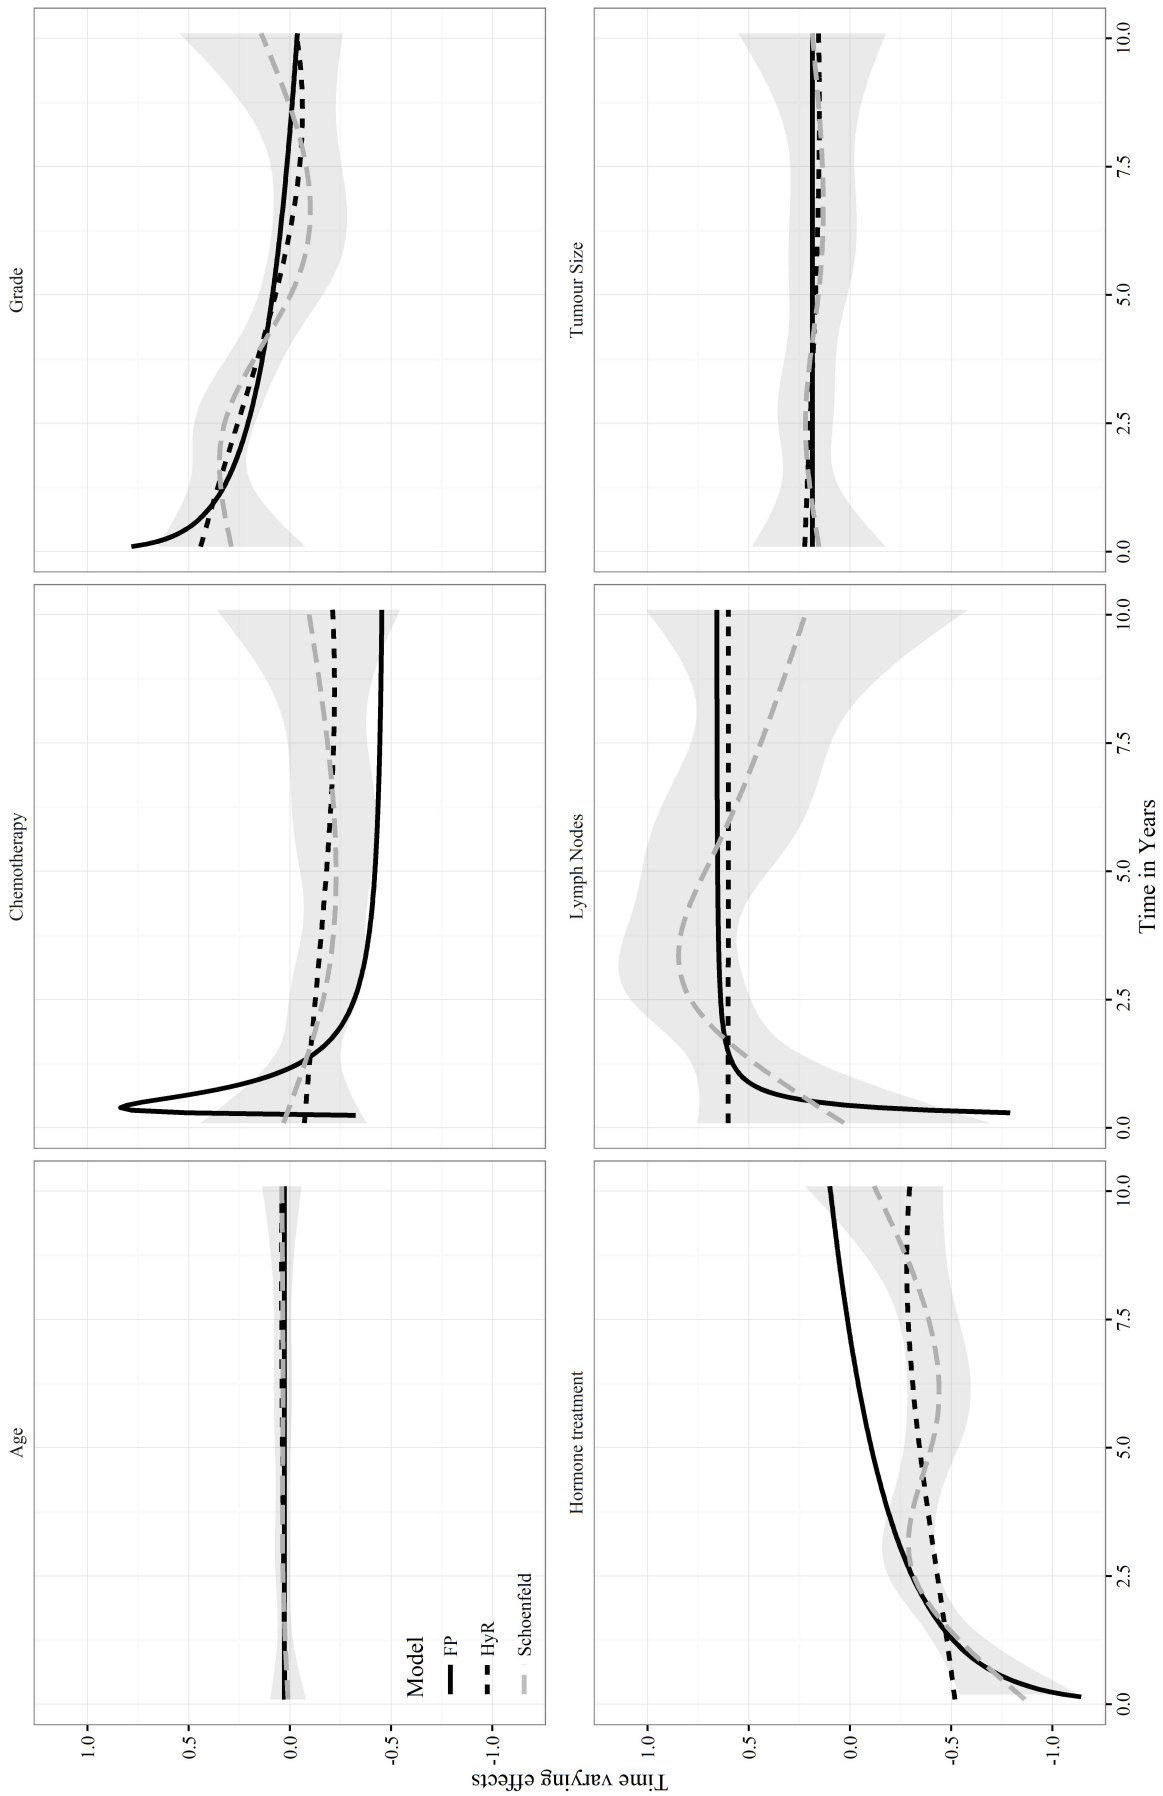 Age
Chemotherapy
Grade
1.0
0.5
0.0
-0.5
-1.0
Model
FP
HyR
Schoenfeld
Hormone treatment
Lymph Nodes
Tumour Size
1.0
0.5
0.0
-0.5
-1.0
0.0 2.5 5.0 7.5 10.0
0.0 2.5 5.0 7.5 10.0
0.0 2.5 5.0 7.5 10.0
Time in Years
Time varying effects